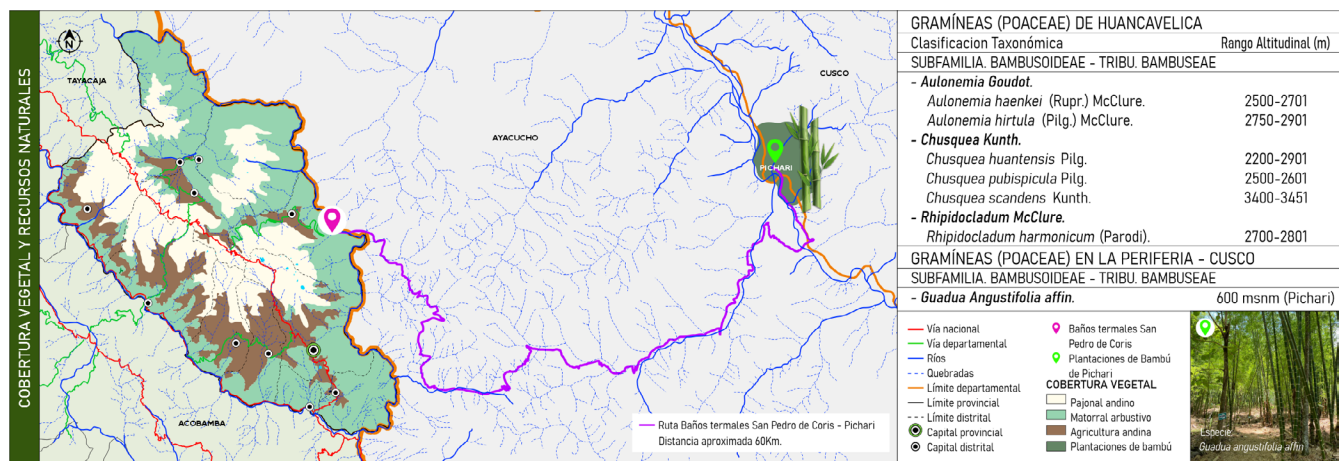 COBERTURA VEGETAL Y RECURSOS NATURALES
N
TAYACAJA
AYACUCHO
CUSCO
PICHARI
ACOBAMBA
Ruta Baños termales San Pedro de Coris - Pichari
Distancia aproximada 60Km.
GRAMÍNEAS (POACEAE) DE HUANCAVELICA
Clasificacion Taxonómica Rango Altitudinal (m)
SUBFAMILIA. BAMBUSOIDEAE - TRIBU. BAMBUSEAE
- Aulonemia Goudot.
Aulonemia haenkei (Rupr.) McClure. 2500-2701
Aulonemia hirtula (Pilg.) McClure. 2750-2901
- Chusquea Kunth.
Chusquea huantensis Pilg. 2200-2901
Chusquea pubispicula Pilg. 2500-2601
Chusquea scandens Kunth. 3400-3451
- Rhipidocladum McClure.
Rhipidocladum harmonicum (Parodi). 2700-2801
GRAMÍNEAS (POACEAE) EN LA PERIFERIA - CUSCO
SUBFAMILIA. BAMBUSOIDEAE - TRIBU. BAMBUSEAE
- Guadua Angustifolia affin. 600 msnm (Pichari)
Vía nacional
Vía departamental
Ríos
Quebradas
Límite departamental
Límite provincial
Límite distrital
Capital provincial
Capital distrital
Baños termales San
Pedro de Coris
Plantaciones de Bambú
de Pichari
COBERTURA VEGETAL
Pajonal andino
Matorral arbustivo
Agricultura andina
Plantaciones de bambú
Especie:
Guadua angustifolia affin